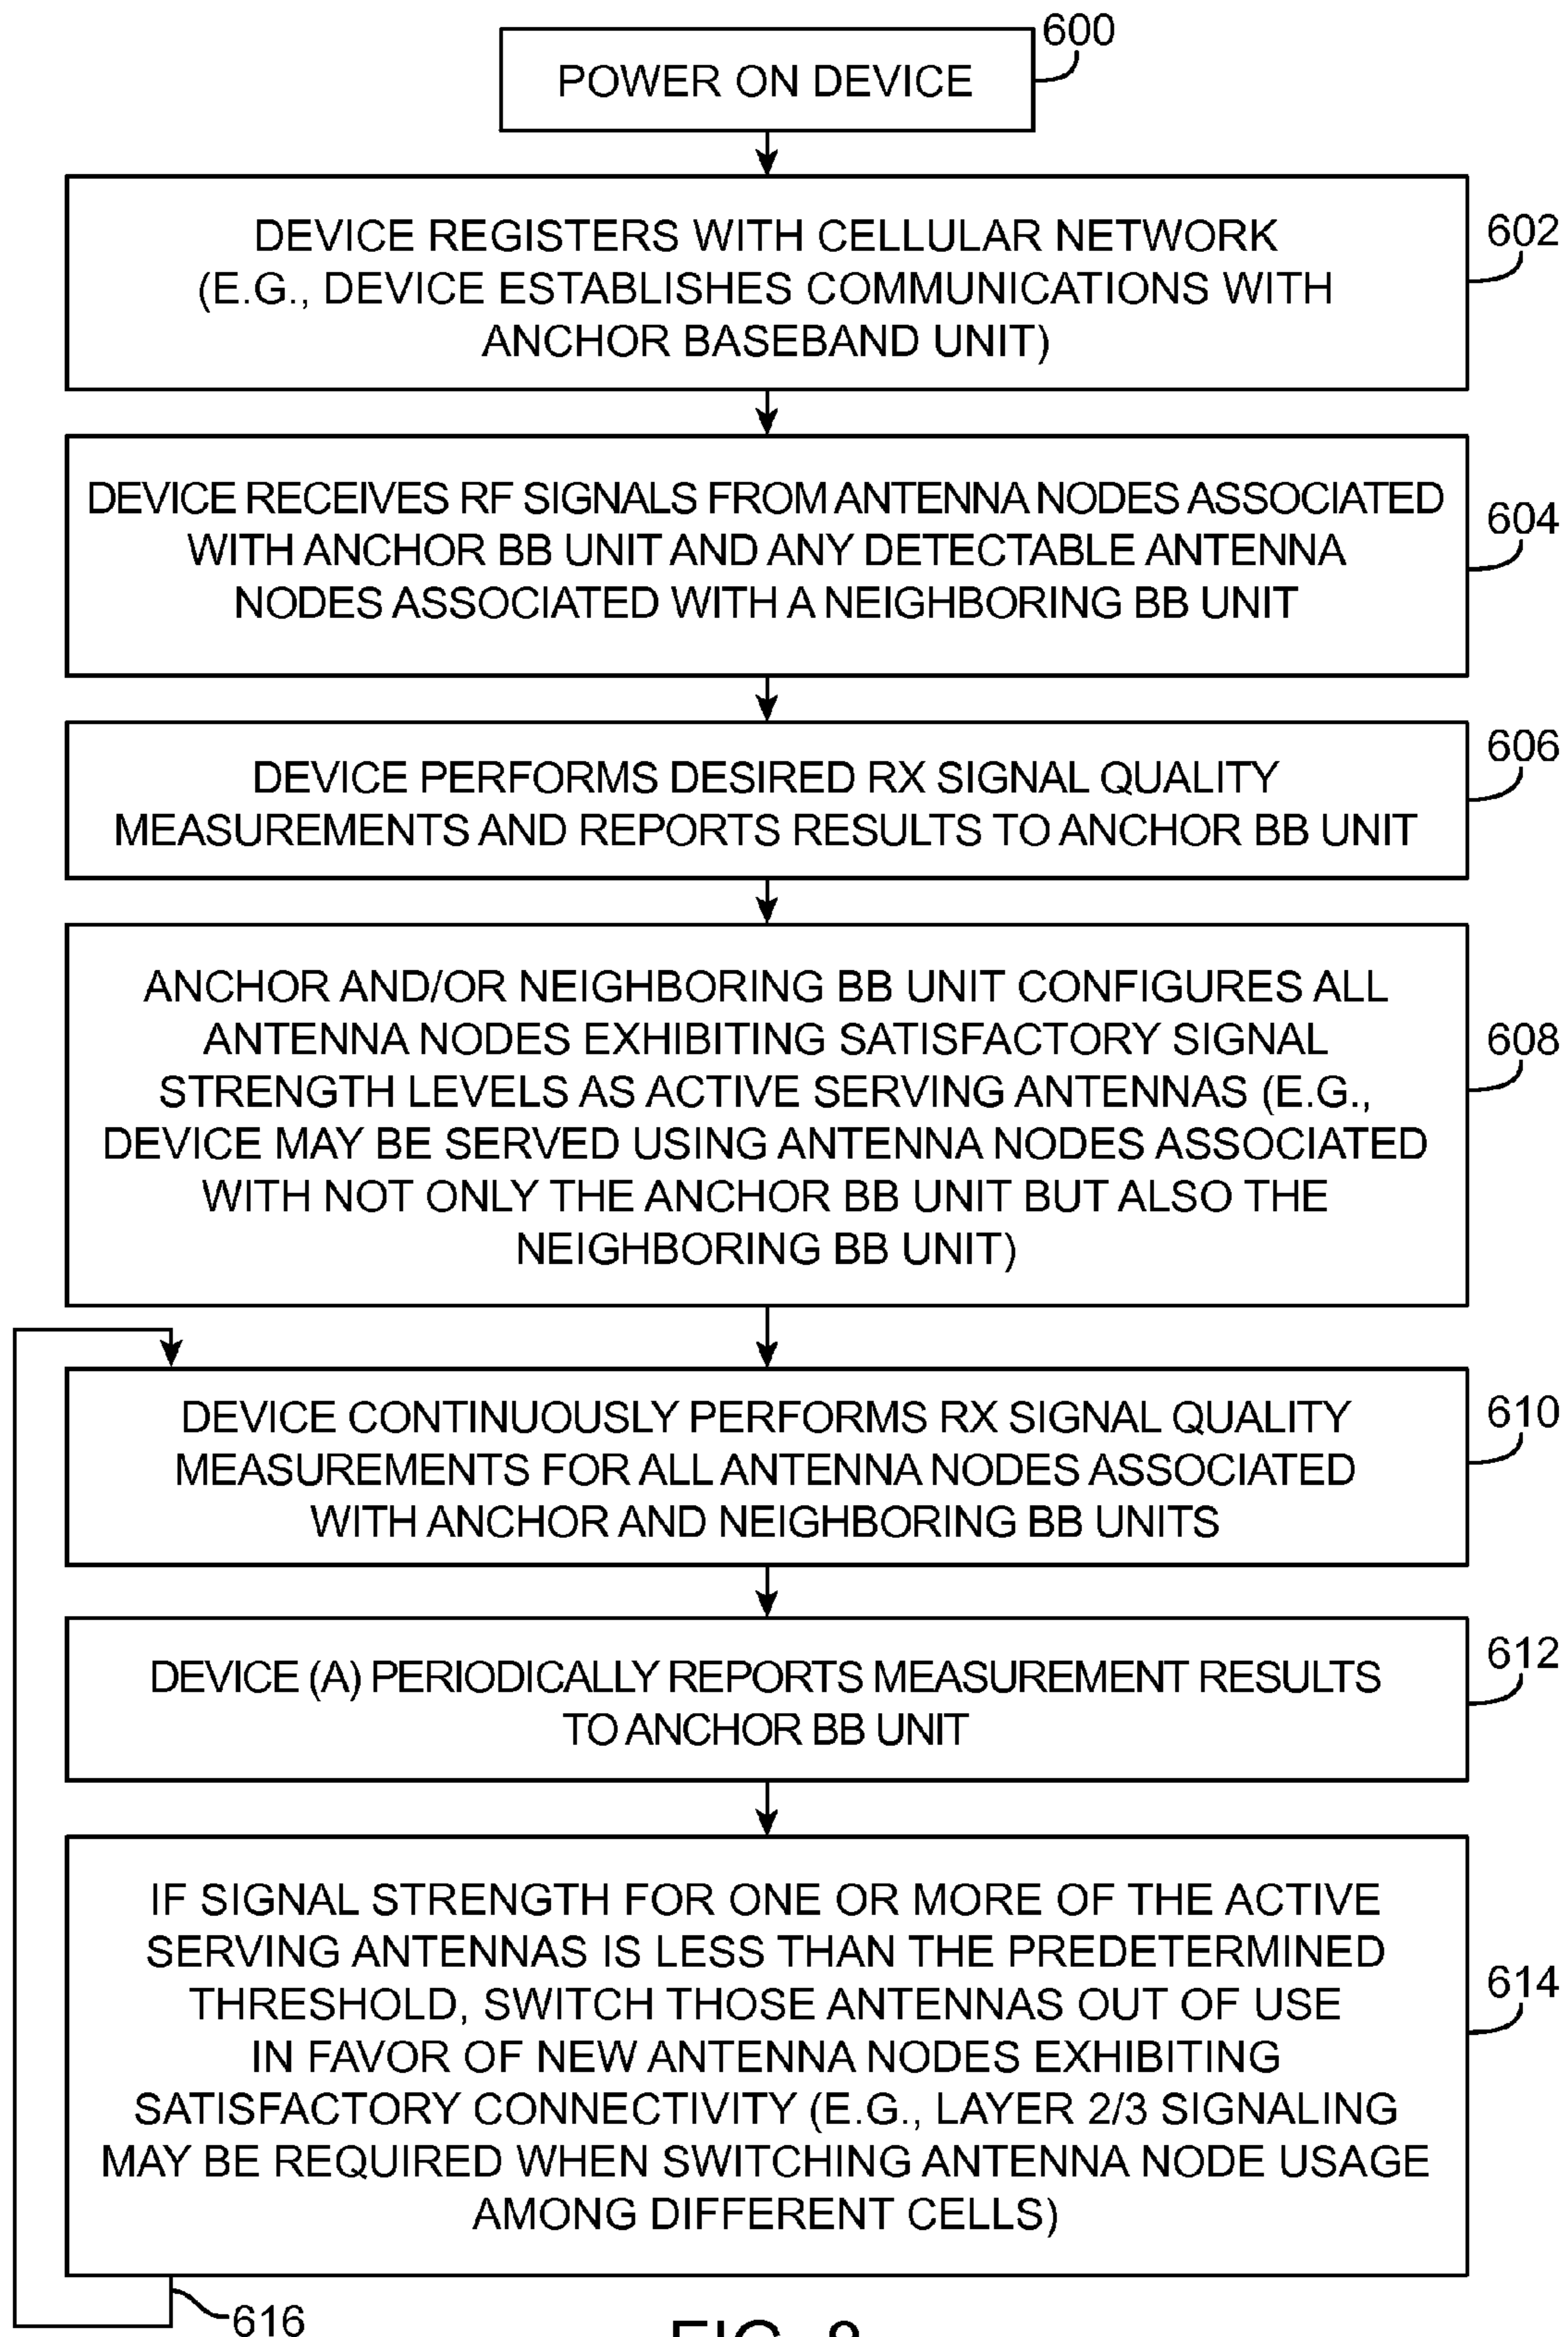 600
POWER ON DEVICE
602
DEVICE REGISTERS WITH CELLULAR NETWORK
(E.G., DEVICE ESTABLISHES COMMUNICATIONS WITH
ANCHOR BASEBAND UNIT)
604
DEVICE RECEIVES RF SIGNALS FROM ANTENNA NODES ASSOCIATED
WITH ANCHOR BB UNIT AND ANY DETECTABLE ANTENNA
NODES ASSOCIATED WITH A NEIGHBORING BB UNIT
606
DEVICE PERFORMS DESIRED RX SIGNAL QUALITY
MEASUREMENTS AND REPORTS RESULTS TO ANCHOR BB UNIT
608
ANCHOR AND/OR NEIGHBORING BB UNIT CONFIGURES ALL
ANTENNA NODES EXHIBITING SATISFACTORY SIGNAL
STRENGTH LEVELS AS ACTIVE SERVING ANTENNAS (E.G.,
DEVICE MAY BE SERVED USING ANTENNA NODES ASSOCIATED
WITH NOT ONLY THE ANCHOR BB UNIT BUT ALSO THE
NEIGHBORING BB UNIT)
610
DEVICE CONTINUOUSLY PERFORMS RX SIGNAL QUALITY
MEASUREMENTS FOR ALL ANTENNA NODES ASSOCIATED
WITH ANCHOR AND NEIGHBORING BB UNITS
612
DEVICE (A) PERIODICALLY REPORTS MEASUREMENT RESULTS
TO ANCHOR BB UNIT
614
IF SIGNAL STRENGTH FOR ONE OR MORE OF THE ACTIVE
SERVING ANTENNAS IS LESS THAN THE PREDETERMINED
THRESHOLD, SWITCH THOSE ANTENNAS OUT OF USE
IN FAVOR OF NEW ANTENNA NODES EXHIBITING
SATISFACTORY CONNECTIVITY (E.G., LAYER 2/3 SIGNALING
MAY BE REQUIRED WHEN SWITCHING ANTENNA NODE USAGE
AMONG DIFFERENT CELLS)
616
FIG.